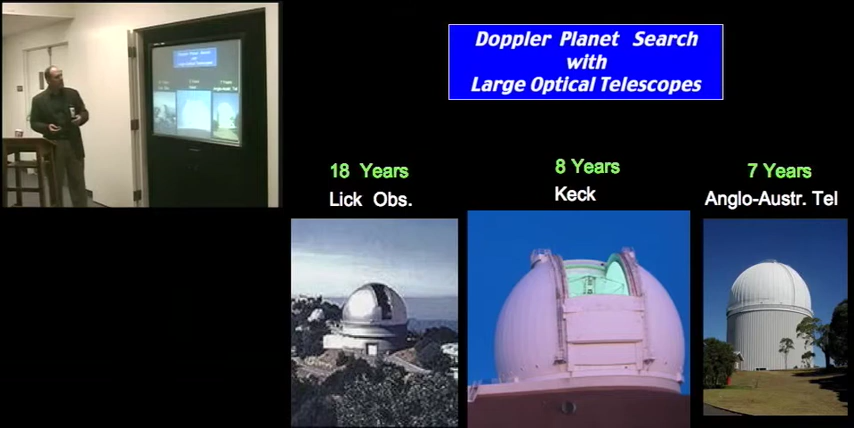 Doppler Planet Search
with
Large Optical Telescopes
18 Years
Lick Obs.
8 Years
Keck
7 Years
Anglo-Austr. Tel